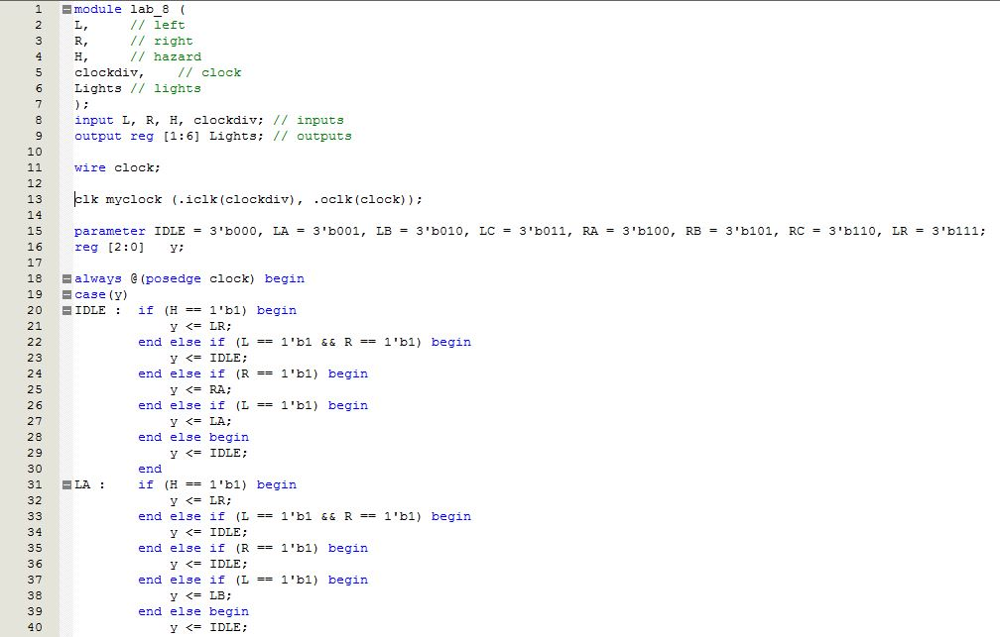 1 module lab_8 (
2 L, // left
3 R, // right
4 H, // hazard
5 clockdiv, // clock
6 Lights // lights
7 );
8 input L, R, H, clockdiv; // inputs
9 output reg [1:6] Lights; // outputs
10
11 wire clock;
12
13 clk myclock (.iclk(clockdiv), .oclk(clock));
14
15 parameter IDLE = 3'b000, LA = 3'b001, LB = 3'b010, LC = 3'b011, RA = 3'b100, RB = 3'b101, RC = 3'b110, LR = 3'b111;
16 reg [2:0] y;
17
18 always @(posedge clock) begin
19 case(y)
20 IDLE : if (H == 1'b1) begin
21 y <= LR;
22 end else if (L == 1'b1 && R == 1'b1) begin
23 y <= IDLE;
24 end else if (R == 1'b1) begin
25 y <= RA;
26 end else if (L == 1'b1) begin
27 y <= LA;
28 end else begin
29 y <= IDLE;
30 end
31 LA : if (H == 1'b1) begin
32 y <= LR;
33 end else if (L == 1'b1 && R == 1'b1) begin
34 y <= IDLE;
35 end else if (R == 1'b1) begin
36 y <= IDLE;
37 end else if (L == 1'b1) begin
38 y <= LB;
39 end else begin
40 y <= IDLE;